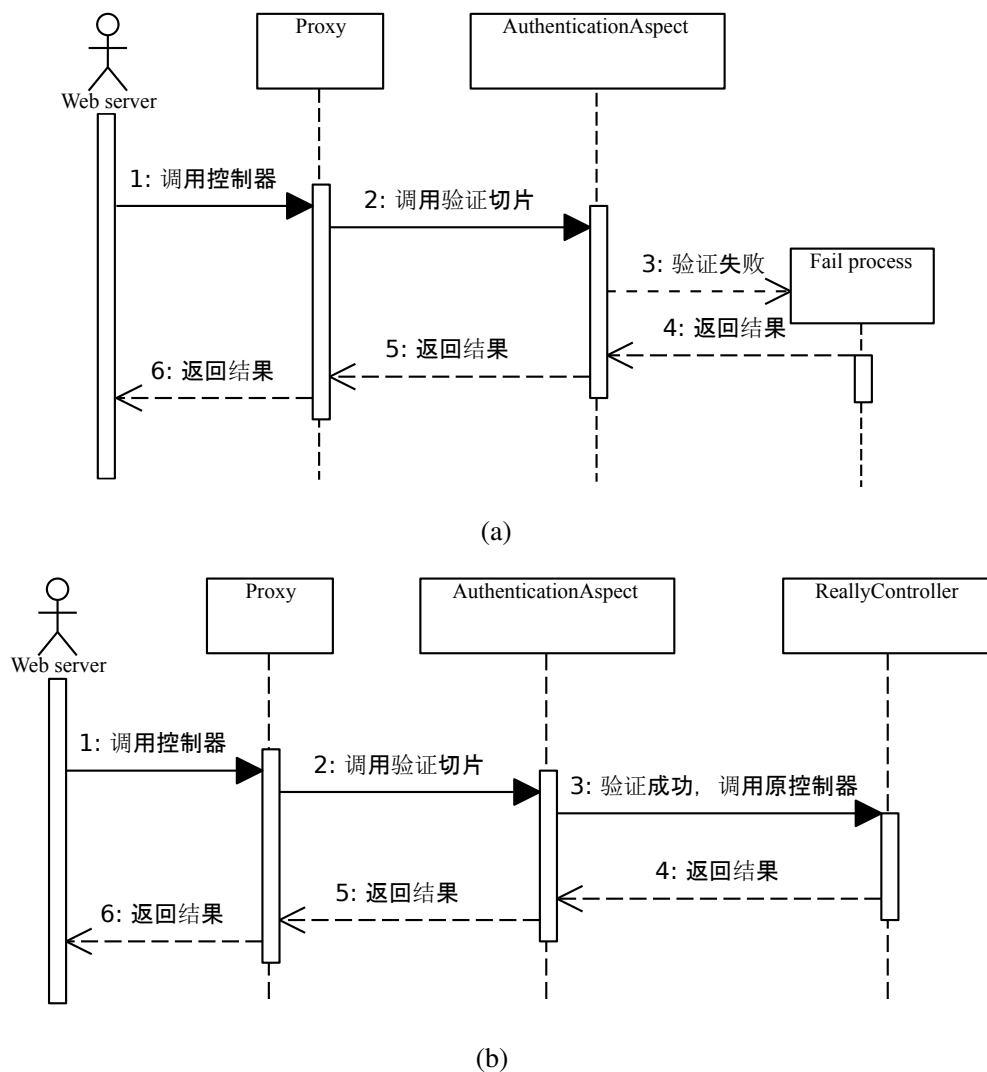 Proxy
AuthenticationAspect
Web server
1: 调用控制器
2: 调用验证切片
3: 验证失败
Fail process
4: 返回结果
5: 返回结果
6: 返回结果
(a)
Proxy
AuthenticationAspect
ReallyController
Web server
1: 调用控制器
2: 调用验证切片
3: 验证成功，调用原控制器
4: 返回结果
5: 返回结果
6: 返回结果
(b)